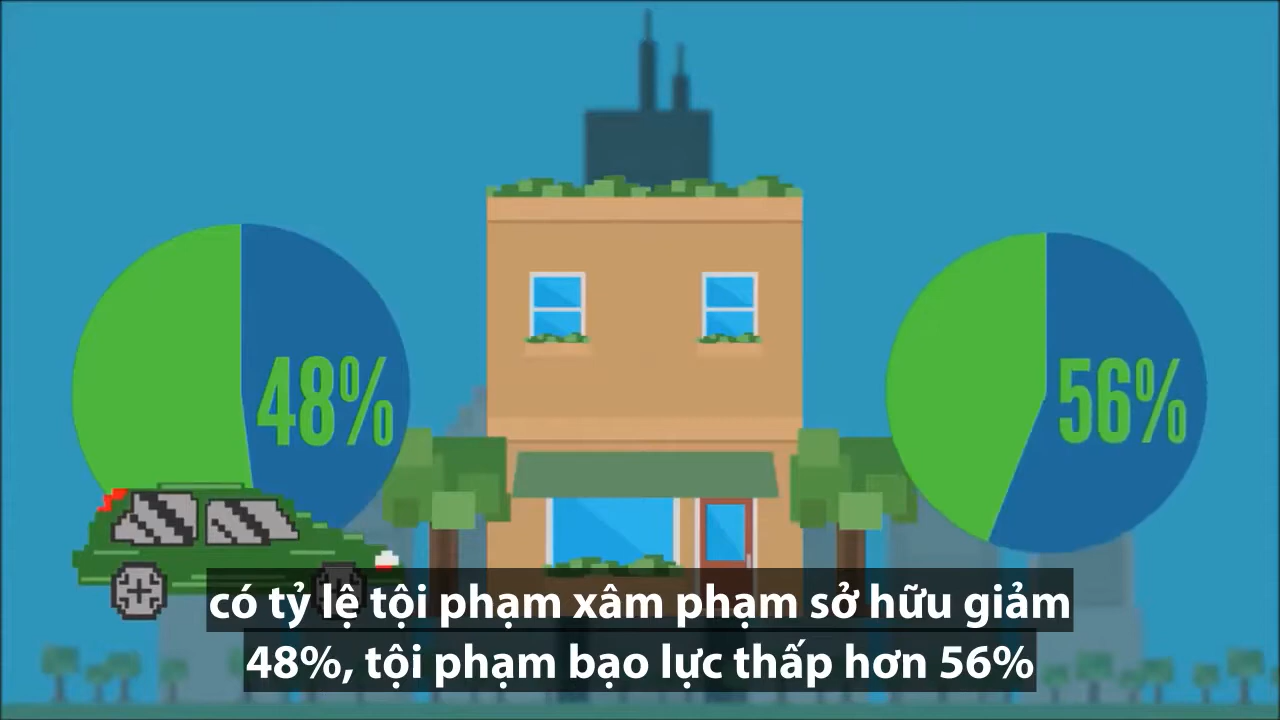 48%
56%
có tỷ lệ tội phạm xâm phạm sở hữu giảm
48%, tội phạm bạo lực thấp hơn 56%